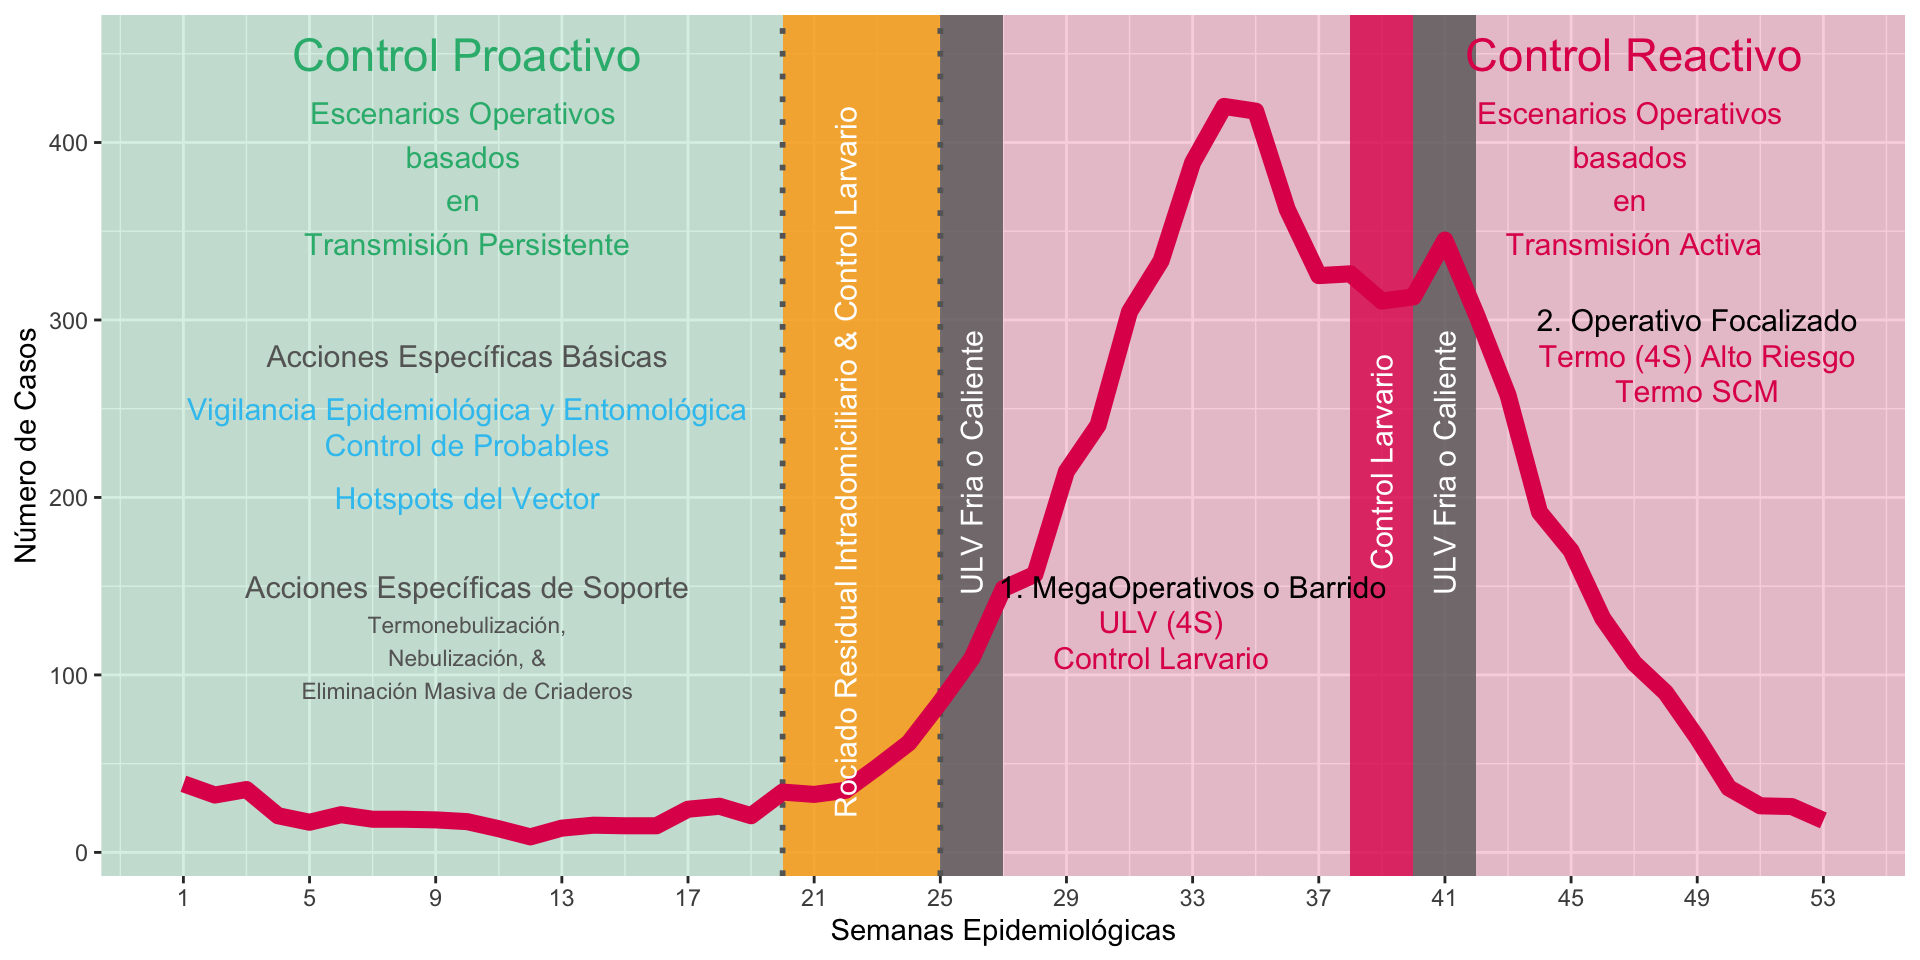 Control Proactivo
Escenarios Operativos
basados
en
Transmisión Persistente
Acciones Específicas Básicas
Vigilancia Epidemiológica y Entomológica
Control de Probables
Hotspots del Vector
Acciones Específicas de Soporte
Termonebulización,
Nebulización, &
Eliminación Masiva de Criaderos
Rociado Residual Intradomiciliario & Control Larvario
ULV Fria o Caliente
1. MegaOperativos o Barrido
ULV (4S)
Control Larvario
Control Larvario
ULV Fria o Caliente
Control Reactivo
Escenarios Operativos
basados
en
Transmisión Activa
2. Operativo Focalizado
Termo (4S) Alto Riesgo
Termo SCM
Número de Casos
400
300
200
100
0
1 5 9 13 17 21 25 29 33 37 41 45 49 53
Semanas Epidemiológicas